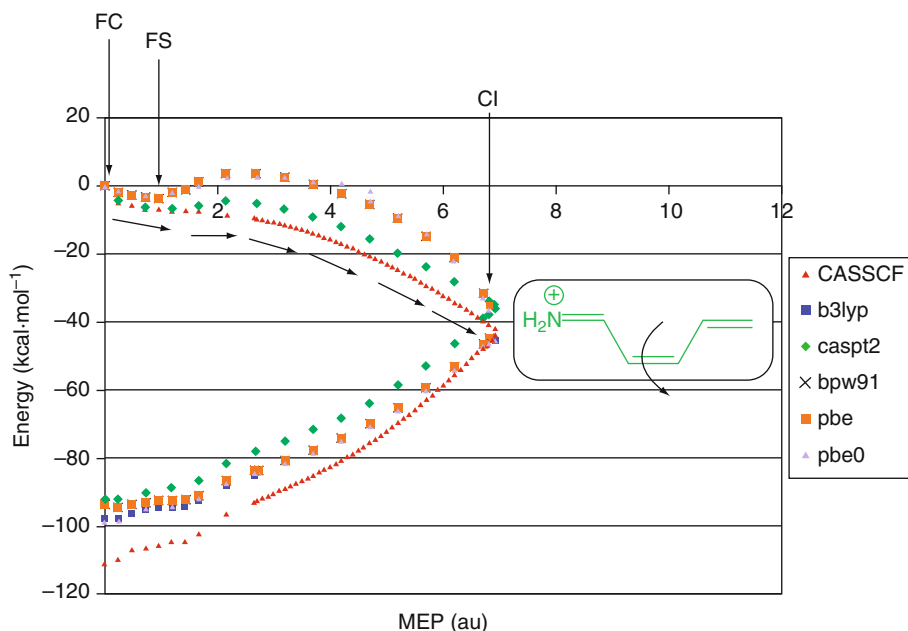 FC
FS
CI
20
0
−20
−40
−60
−80
−100
−120
2
4
6
8
10
12
Energy (kcal·mol⁻¹)
MEP (au)
H₂N
+
CASSCF
b3lyp
caspt2
bpw91
pbe
pbe0